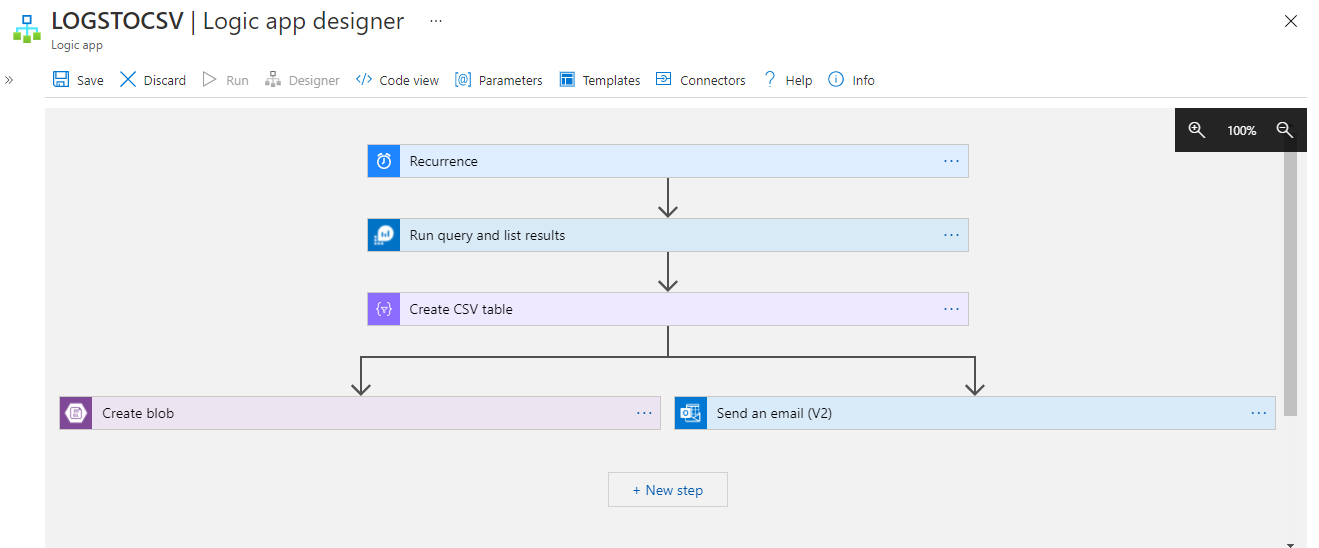 LOGSTOCSV | Logic app designer ...
Logic app
» Save Discard Run Designer </> Code view [@] Parameters Templates Connectors ? Help Info
100%
Recurrence ...
Run query and list results ...
Create CSV table ...
Create blob ...
Send an email (V2) ...
+ New step